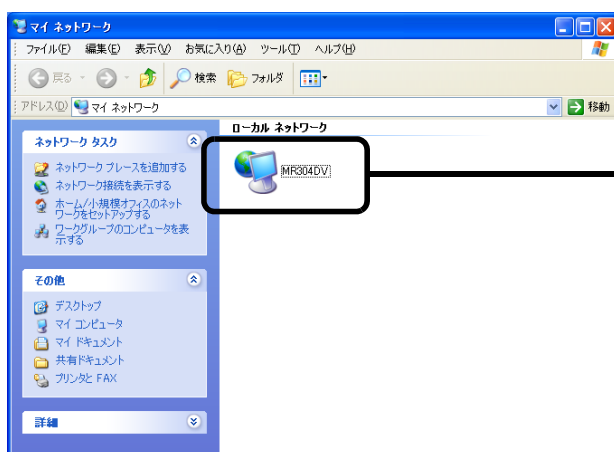 マイ ネットワーク
ファイル(F) 編集(E) 表示(V) お気に入り(A) ツール(T) ヘルプ(H)
戻る 検索 フォルダ
アドレス(D) マイ ネットワーク 移動
ネットワーク タスク
ネットワーク プレースを追加する
ネットワーク接続を表示する
ホーム/小規模オフィスのネット
ワークをセットアップする
ワークグループのコンピュータを表
示する
その他
デスクトップ
マイ コンピュータ
マイ ドキュメント
共有ドキュメント
プリンタと FAX
詳細
ローカル ネットワーク
MR304DV